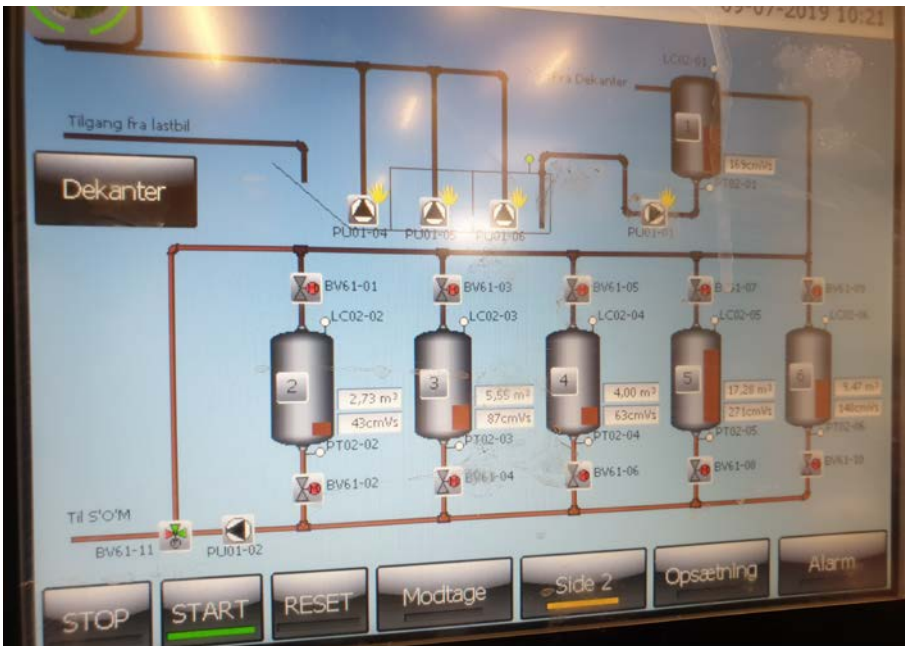 09-07-2019 10:21
LC02-01
Fra Dekanter
Tilgang fra lastbil
1
169cmVs
PT02-01
Dekanter
PU01-04
PU01-05
PU01-06
PU01-01
BV61-01
BV61-03
BV61-05
BV61-07
BV61-09
LC02-02
LC02-03
LC02-04
LC02-05
LC02-06
2
3
4
5
6
2,73 m³
5,55 m³
4,00 m³
17,28 m³
9,47 m³
43cmVs
87cmVs
63cmVs
271cmVs
148cmVs
PT02-02
PT02-03
PT02-04
PT02-05
PT02-06
BV61-02
BV61-04
BV61-06
BV61-08
BV61-10
Til S'O'M
BV61-11
PU01-02
STOP
START
RESET
Modtage
Side 2
Opsætning
Alarm